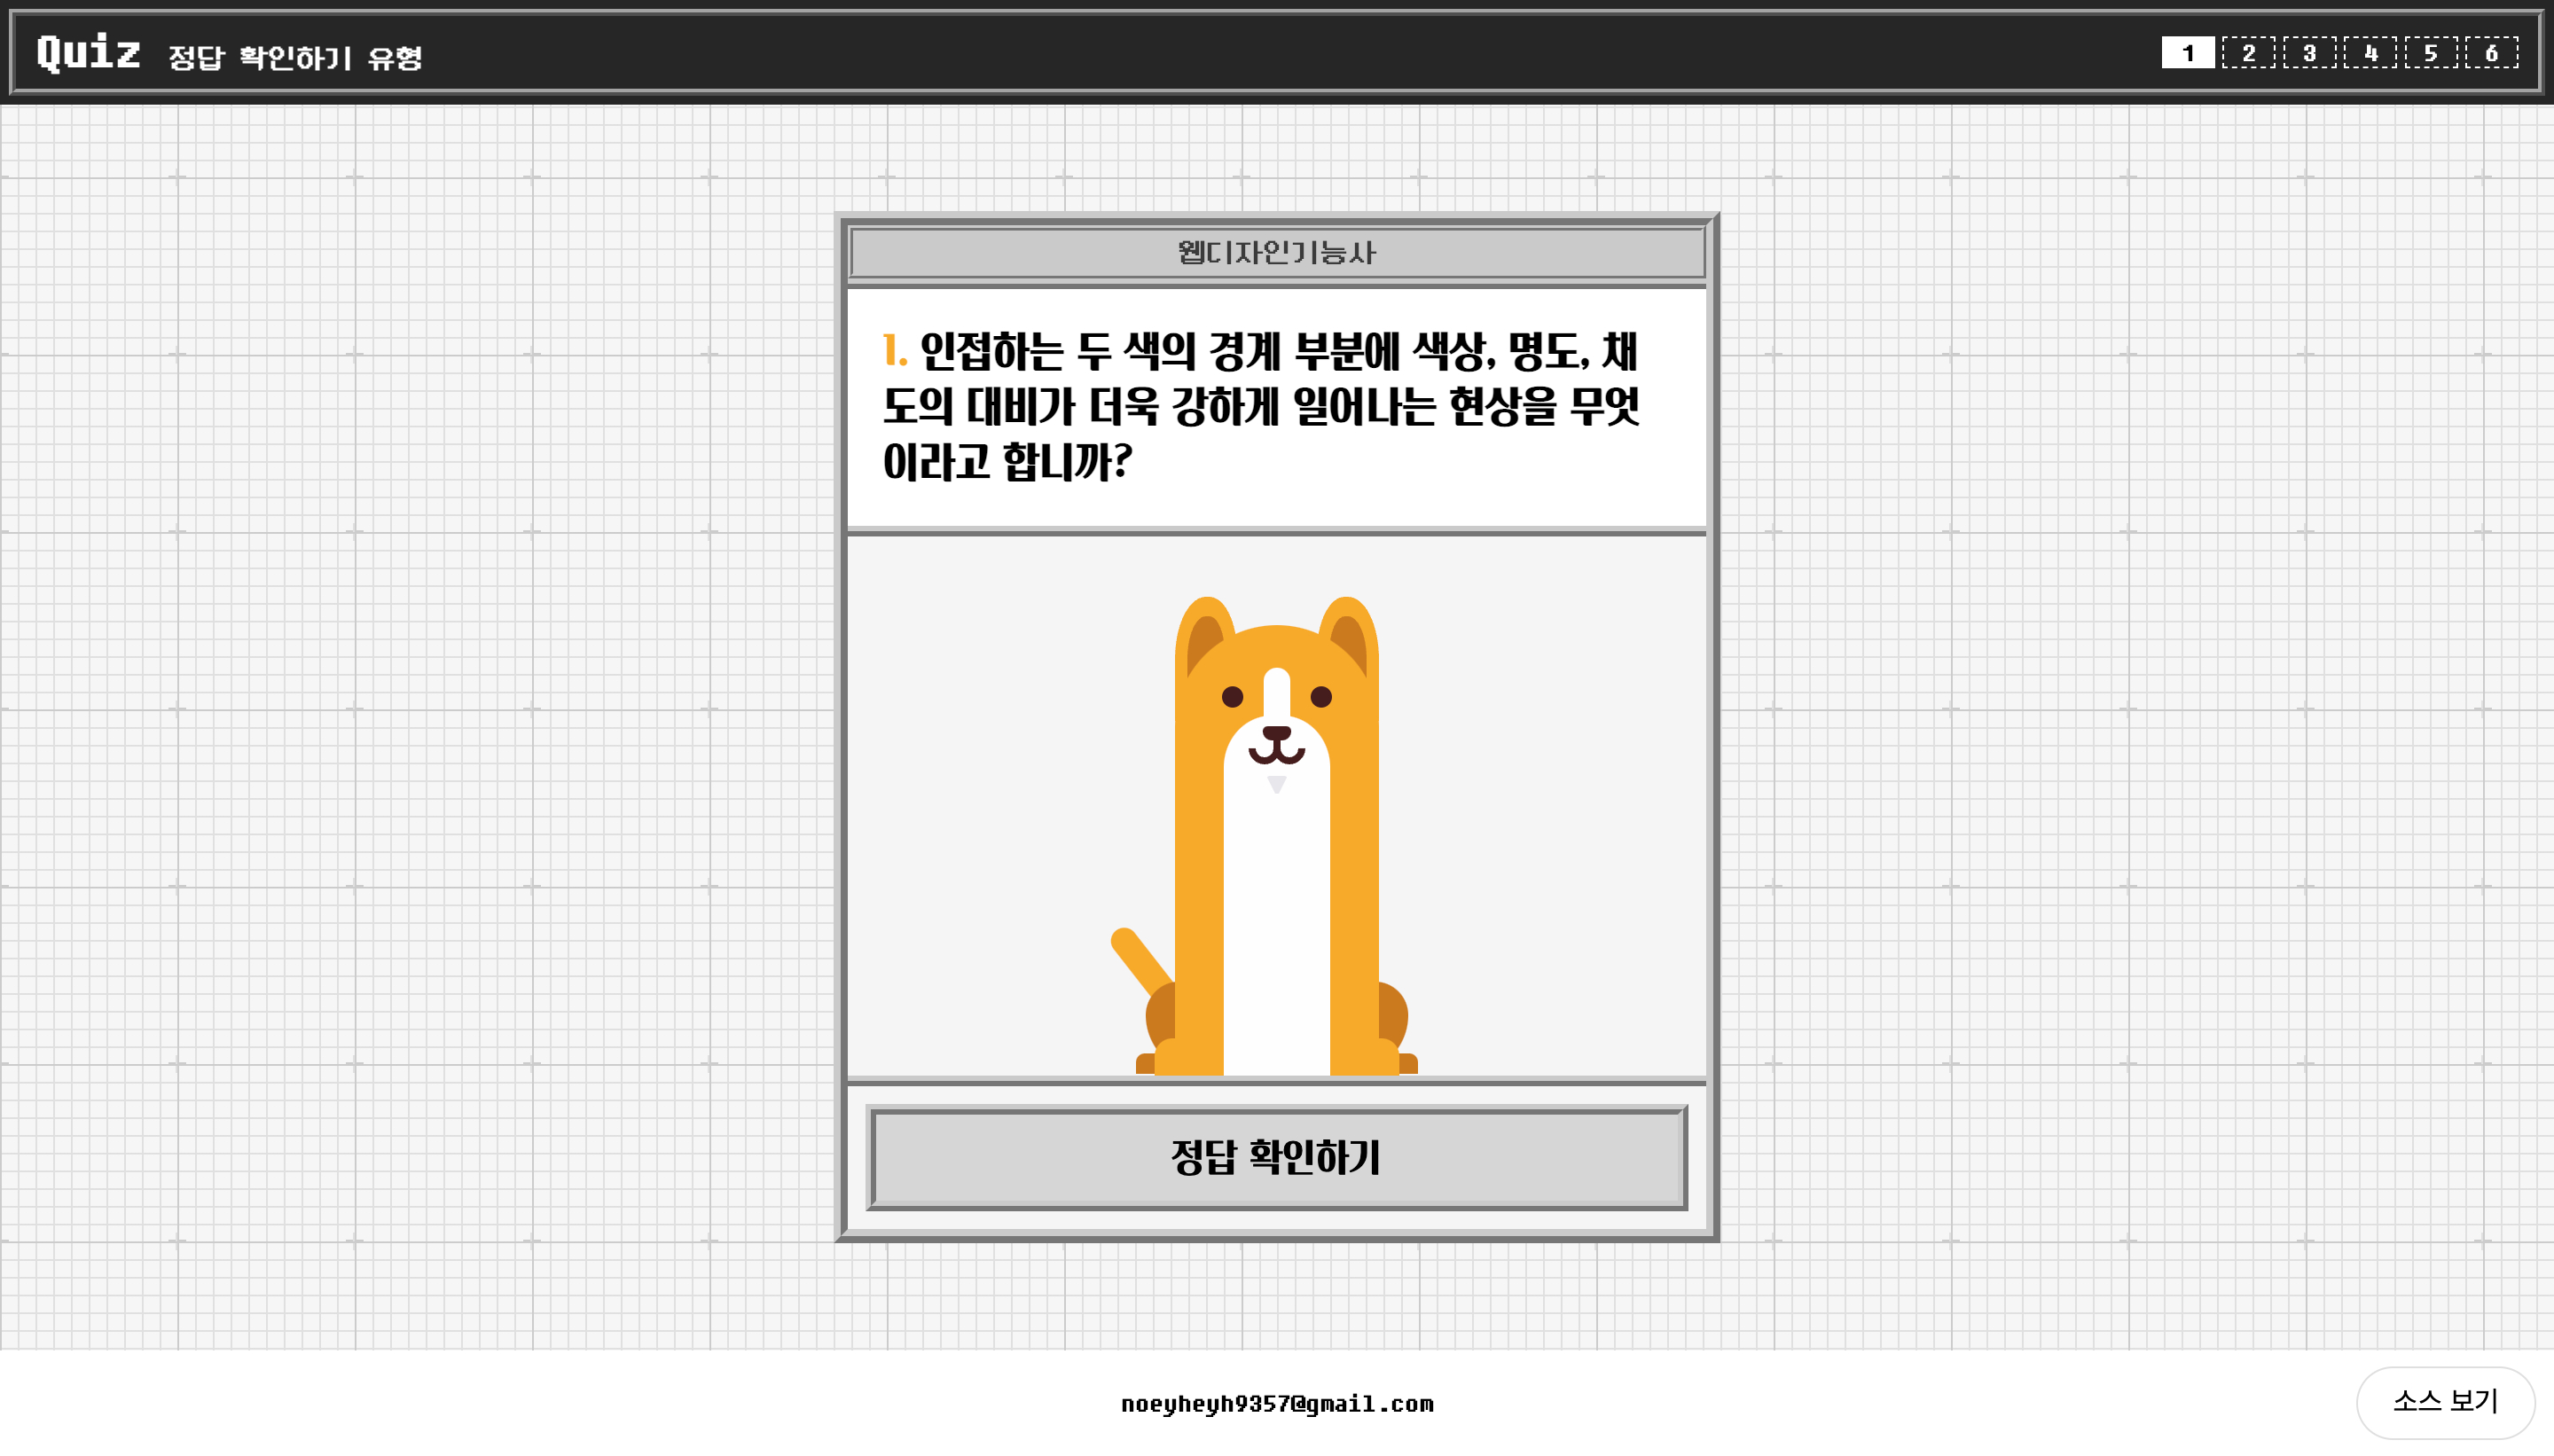 Quiz 정답 확인하기 유형
1 2 3 4 5 6
웹디자인기능사
1. 인접하는 두 색의 경계 부분에 색상, 명도, 채
도의 대비가 더욱 강하게 일어나는 현상을 무엇
이라고 합니까?
정답 확인하기
noeyheyh9357@gmail.com
소스 보기